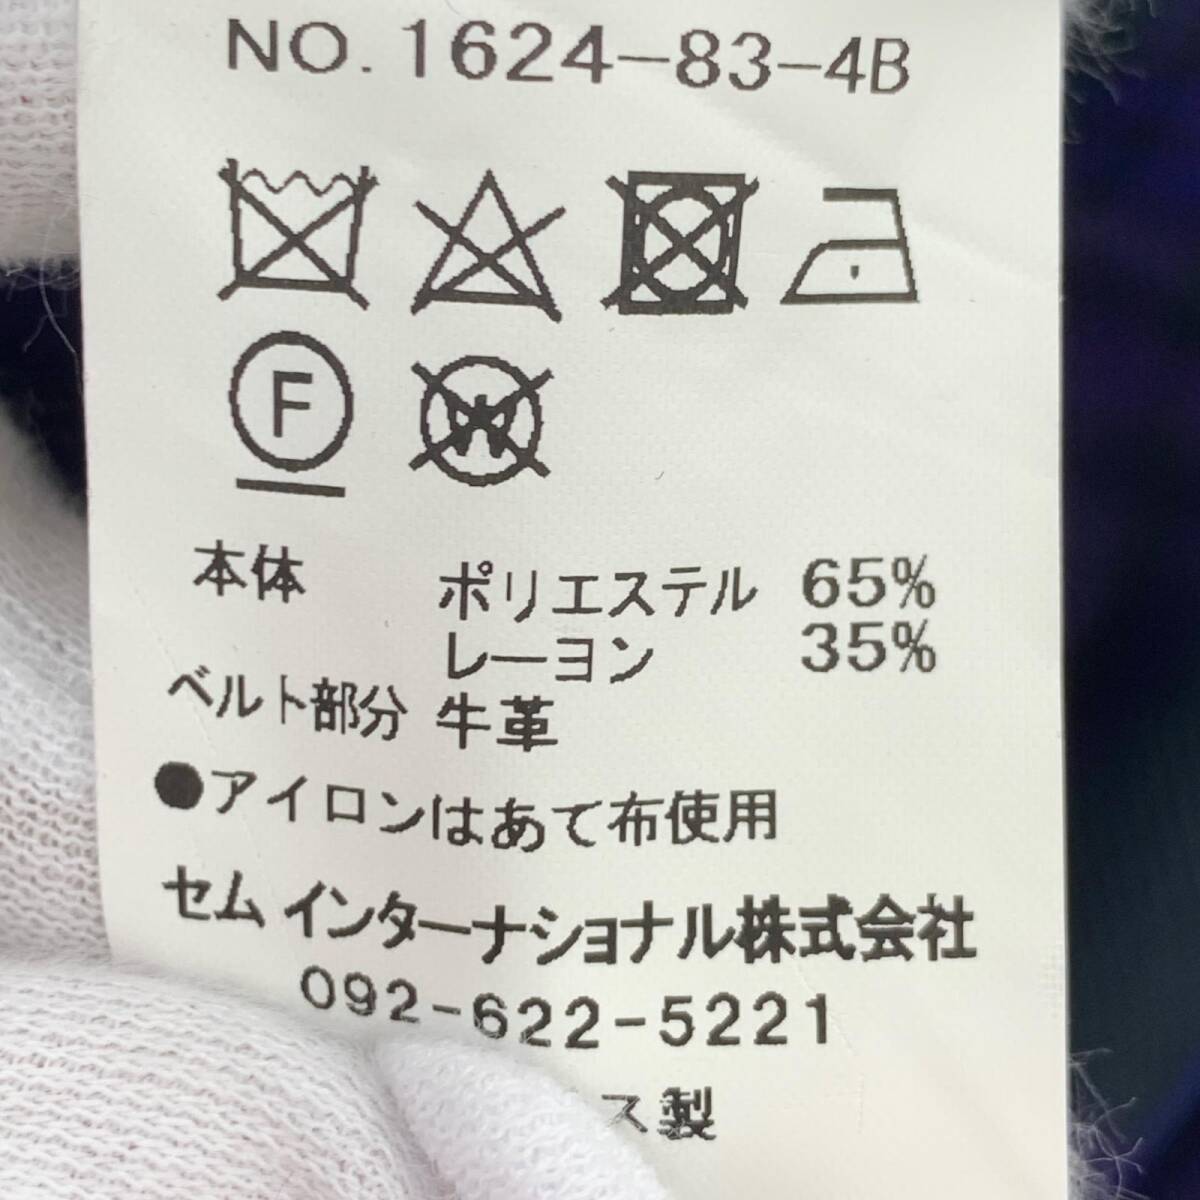 NO. 1624-83-4B
F
W
本体 ポリエステル 65%
レーヨン 35%
ベルト部分 牛革
●アイロンはあて布使用
セム インターナショナル株式会社
092-622-5221
ス製